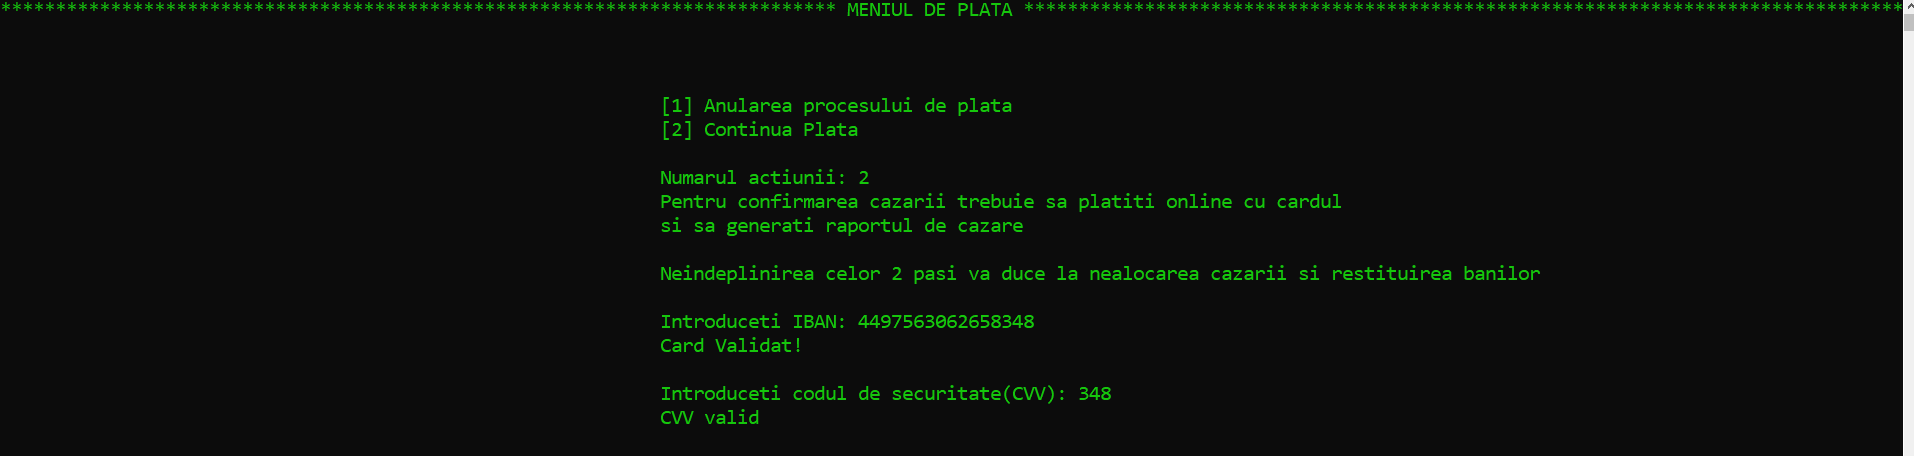 **************************************************************************** MENIUL DE PLATA ********************************************************************************
[1] Anularea procesului de plata
[2] Continua Plata
Numarul actiunii: 2
Pentru confirmarea cazarii trebuie sa platiti online cu cardul
si sa generati raportul de cazare
Neindeplinirea celor 2 pasi va duce la nealocarea cazarii si restituirea banilor
Introduceti IBAN: 4497563062658348
Card Validat!
Introduceti codul de securitate(CVV): 348
CVV valid